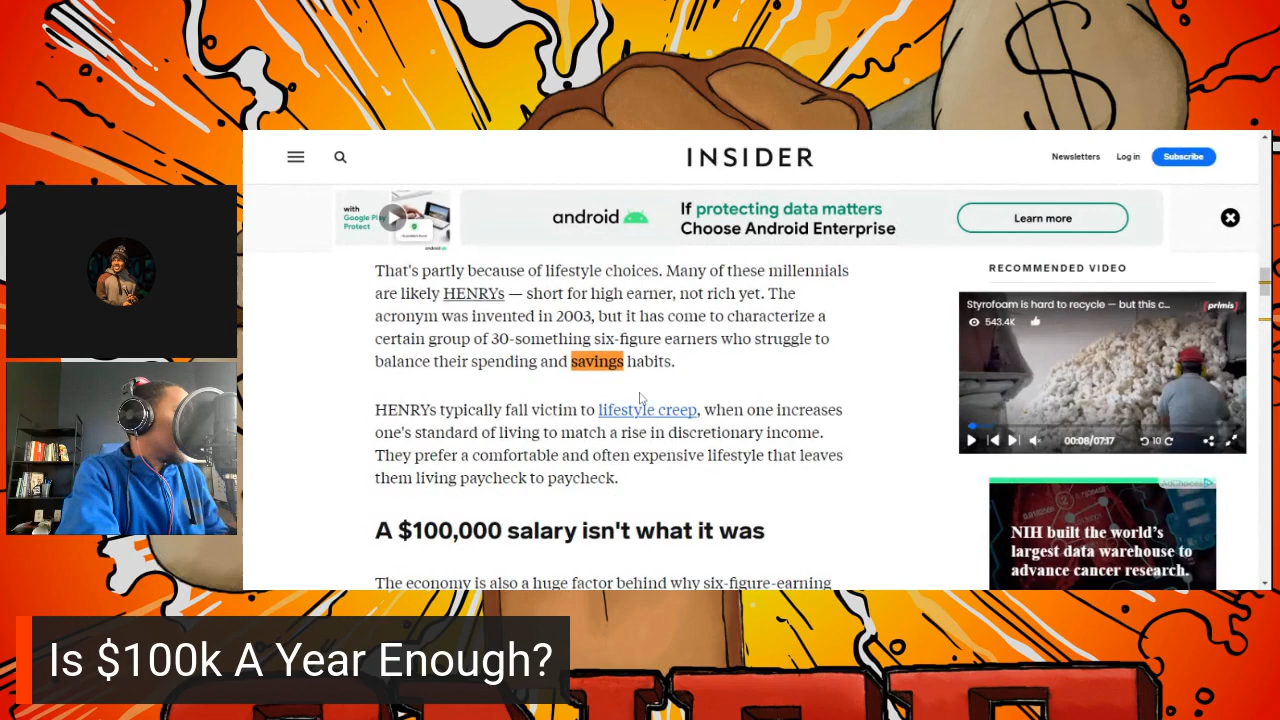 $
INSIDER
Newsletters
Log in
Subscribe
with
Google Play
Protect
android
If protecting data matters
Choose Android Enterprise
Learn more
That's partly because of lifestyle choices. Many of these millennials
are likely HENRYs — short for high earner, not rich yet. The
acronym was invented in 2003, but it has come to characterize a
certain group of 30-something six-figure earners who struggle to
balance their spending and savings habits.
HENRYs typically fall victim to lifestyle creep, when one increases
one's standard of living to match a rise in discretionary income.
They prefer a comfortable and often expensive lifestyle that leaves
them living paycheck to paycheck.
A $100,000 salary isn't what it was
The economy is also a huge factor behind why six-figure-earning
RECOMMENDED VIDEO
Styrofoam is hard to recycle — but this c...
primis
543.4K
00:08/07:17
10
AdChoices
NIH built the world's
largest data warehouse to
advance cancer research.
Is $100k A Year Enough?